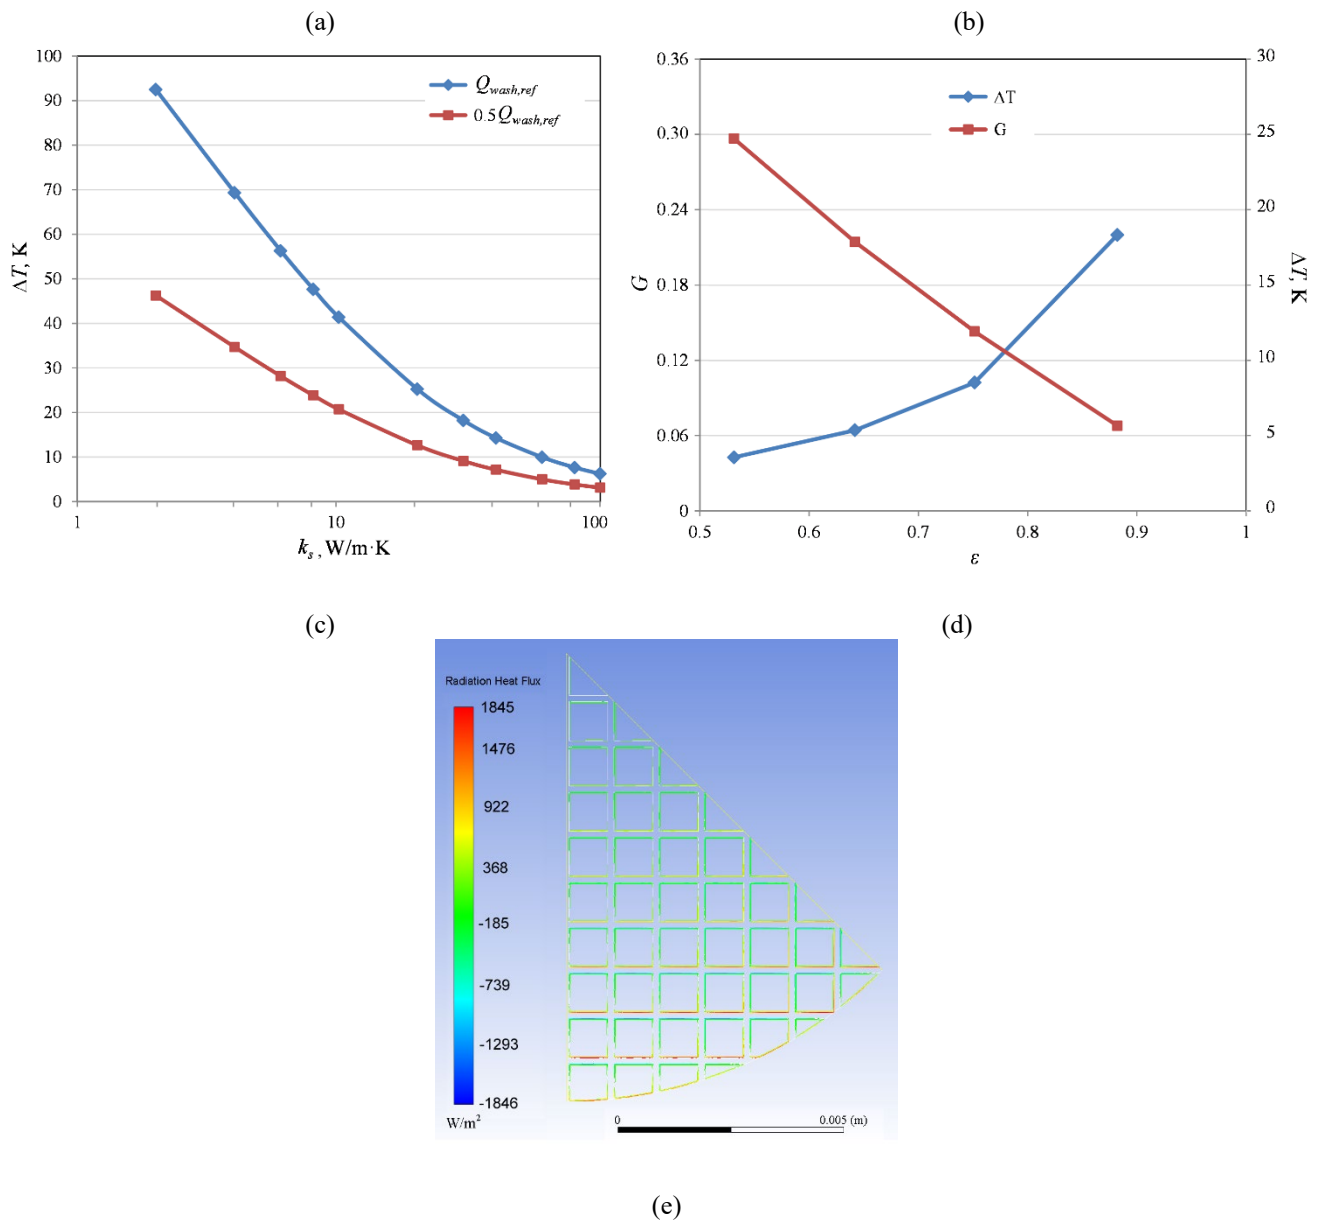 (a)
(b)
100
90
80
70
60
50
40
30
20
10
0
1
10
100
ΔT, K
k_s, W/m·K
Q_wash,ref
0.5Q_wash,ref
0.36
0.30
0.24
0.18
0.12
0.06
0
G
ΔT
G
30
25
20
15
10
5
0
ΔT, K
0.5
0.6
0.7
0.8
0.9
1
ε
(c)
(d)
Radiation Heat Flux
1845
1476
922
368
-185
-739
-1293
-1846
W/m²
0
0.005 (m)
(e)